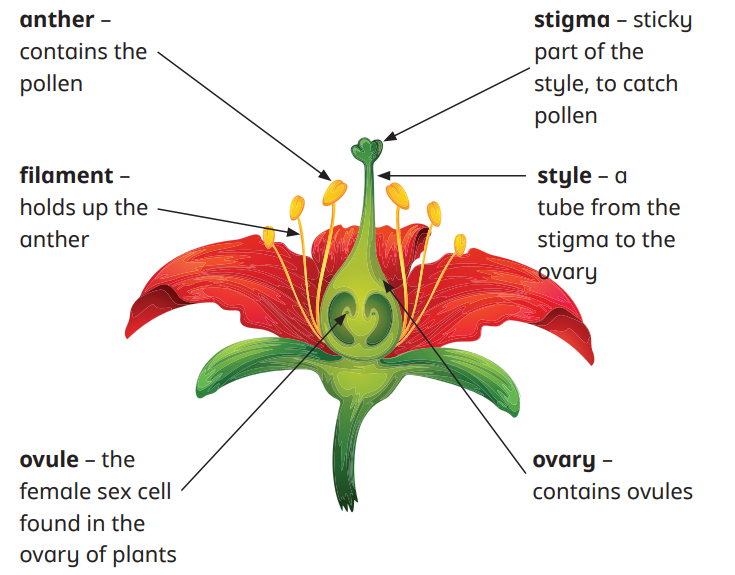 anther –
contains the
pollen
stigma – sticky
part of the
style, to catch
pollen
filament –
holds up the
anther
style – a
tube from the
stigma to the
ovary
ovule – the
female sex cell
found in the
ovary of plants
ovary –
contains ovules